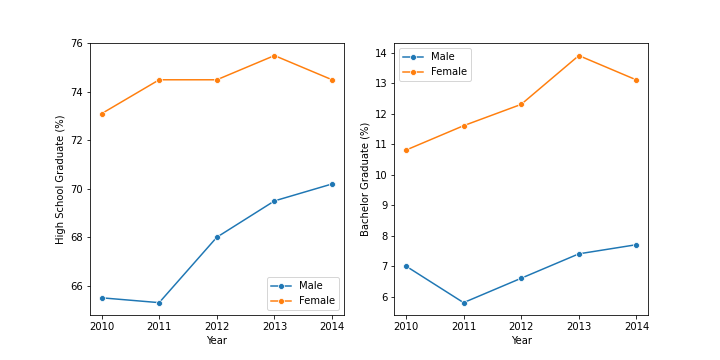 76
74
72
70
68
66
High School Graduate (%)
2010 2011 2012 2013 2014
Year
Male
Female
14
13
12
11
10
9
8
7
6
Bachelor Graduate (%)
2010 2011 2012 2013 2014
Year
Male
Female